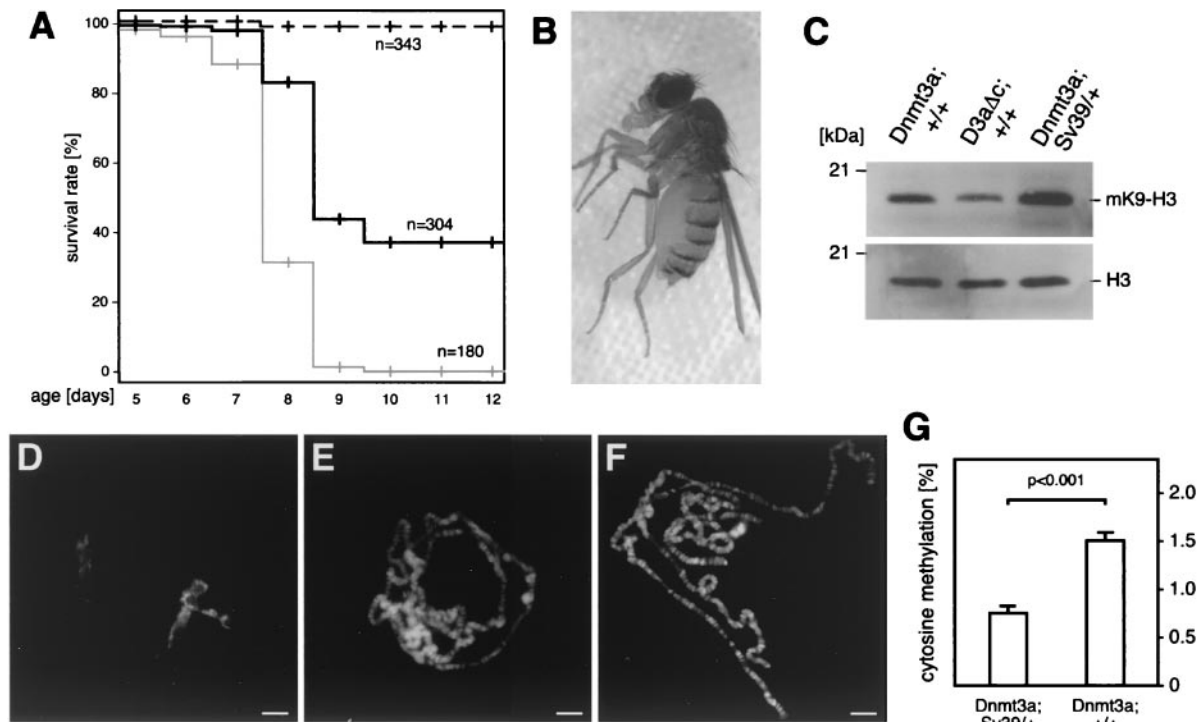 A
survival rate [%]
100
80
60
40
20
0
n=343
n=304
n=180
age [days] 5 6 7 8 9 10 11 12
B
C
[kDa]
Dnmt3a;
+/+
D3aΔc;
+/+
Dnmt3a;
Sv39/+
21
mK9-H3
21
H3
D
E
F
G
cytosine methylation [%]
p<0.001
2.0
1.5
1.0
0.5
0
Dnmt3a;
Sv39/+
Dnmt3a;
+/+